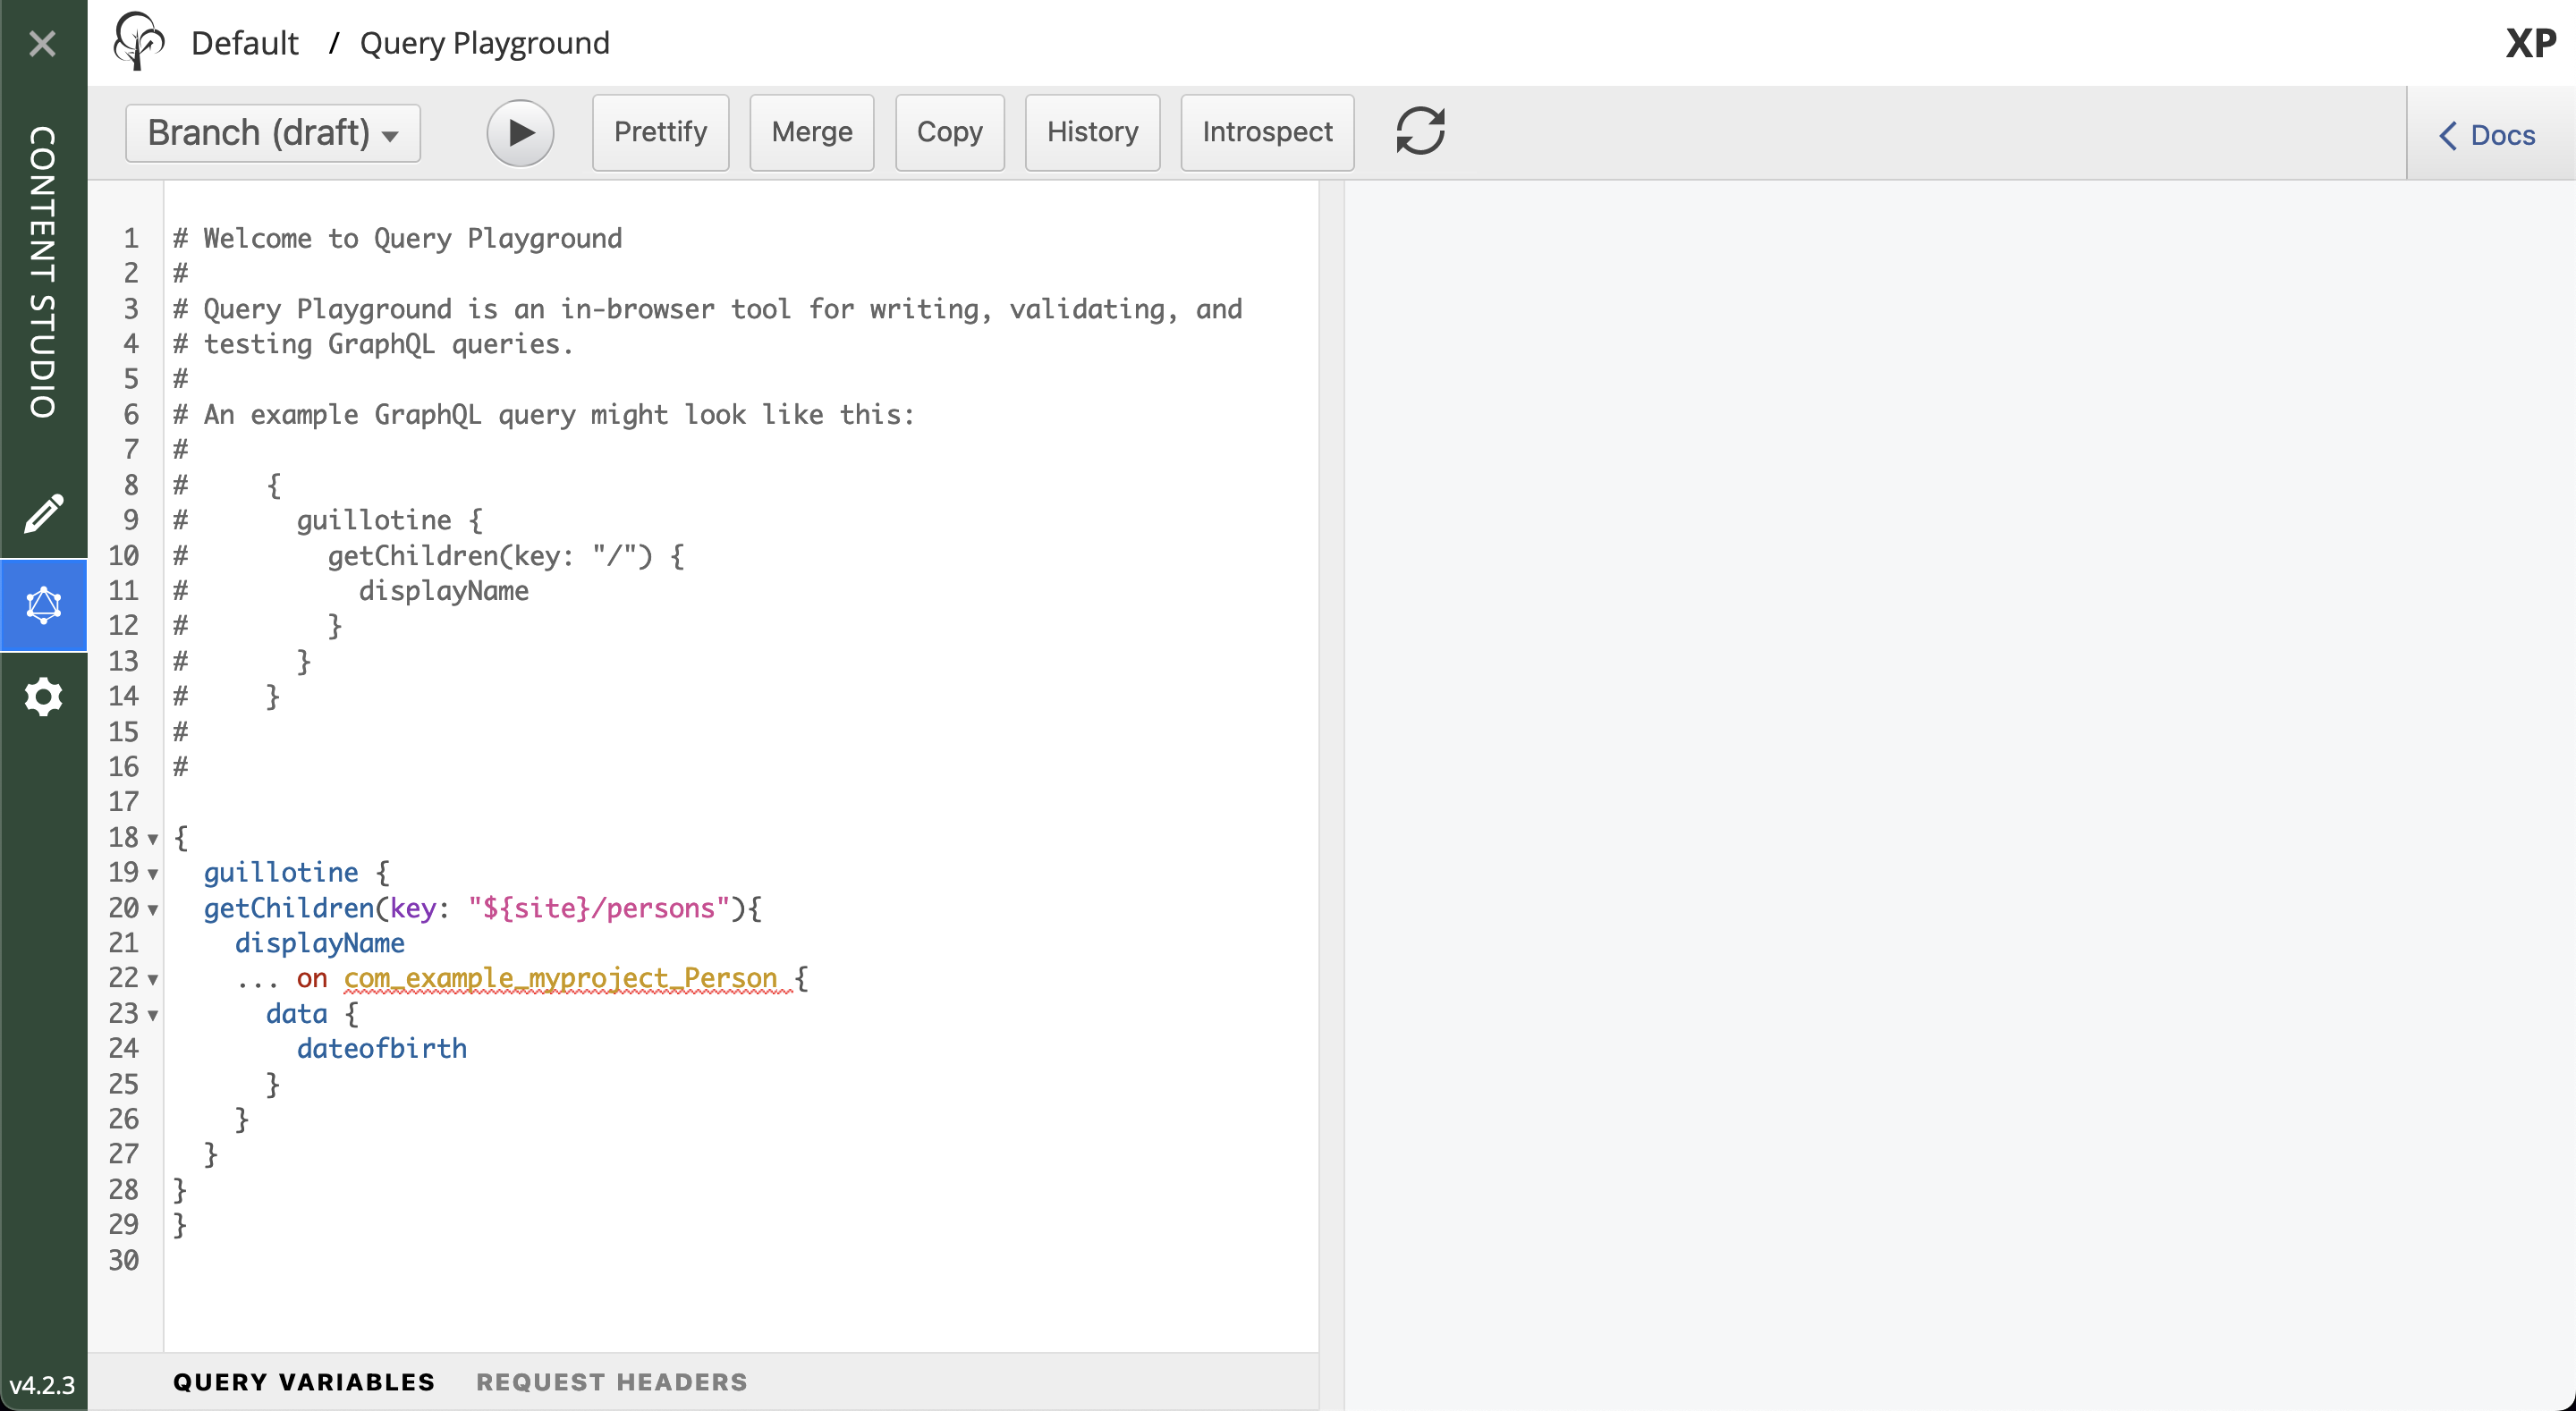 Default / Query Playground
XP
CONTENT STUDIO
Branch (draft)
Prettify
Merge
Copy
History
Introspect
Docs
1 # Welcome to Query Playground
2 #
3 # Query Playground is an in-browser tool for writing, validating, and
4 # testing GraphQL queries.
5 #
6 # An example GraphQL query might look like this:
7 #
8 #     {
9 #       guillotine {
10 #         getChildren(key: "/") {
11 #           displayName
12 #         }
13 #       }
14 #     }
15 #
16 #
17
18 {
19   guillotine {
20   getChildren(key: "${site}/persons"){
21     displayName
22     ... on com_example_myproject_Person {
23       data {
24         dateofbirth
25       }
26     }
27   }
28 }
29 }
30
QUERY VARIABLES REQUEST HEADERS
v4.2.3